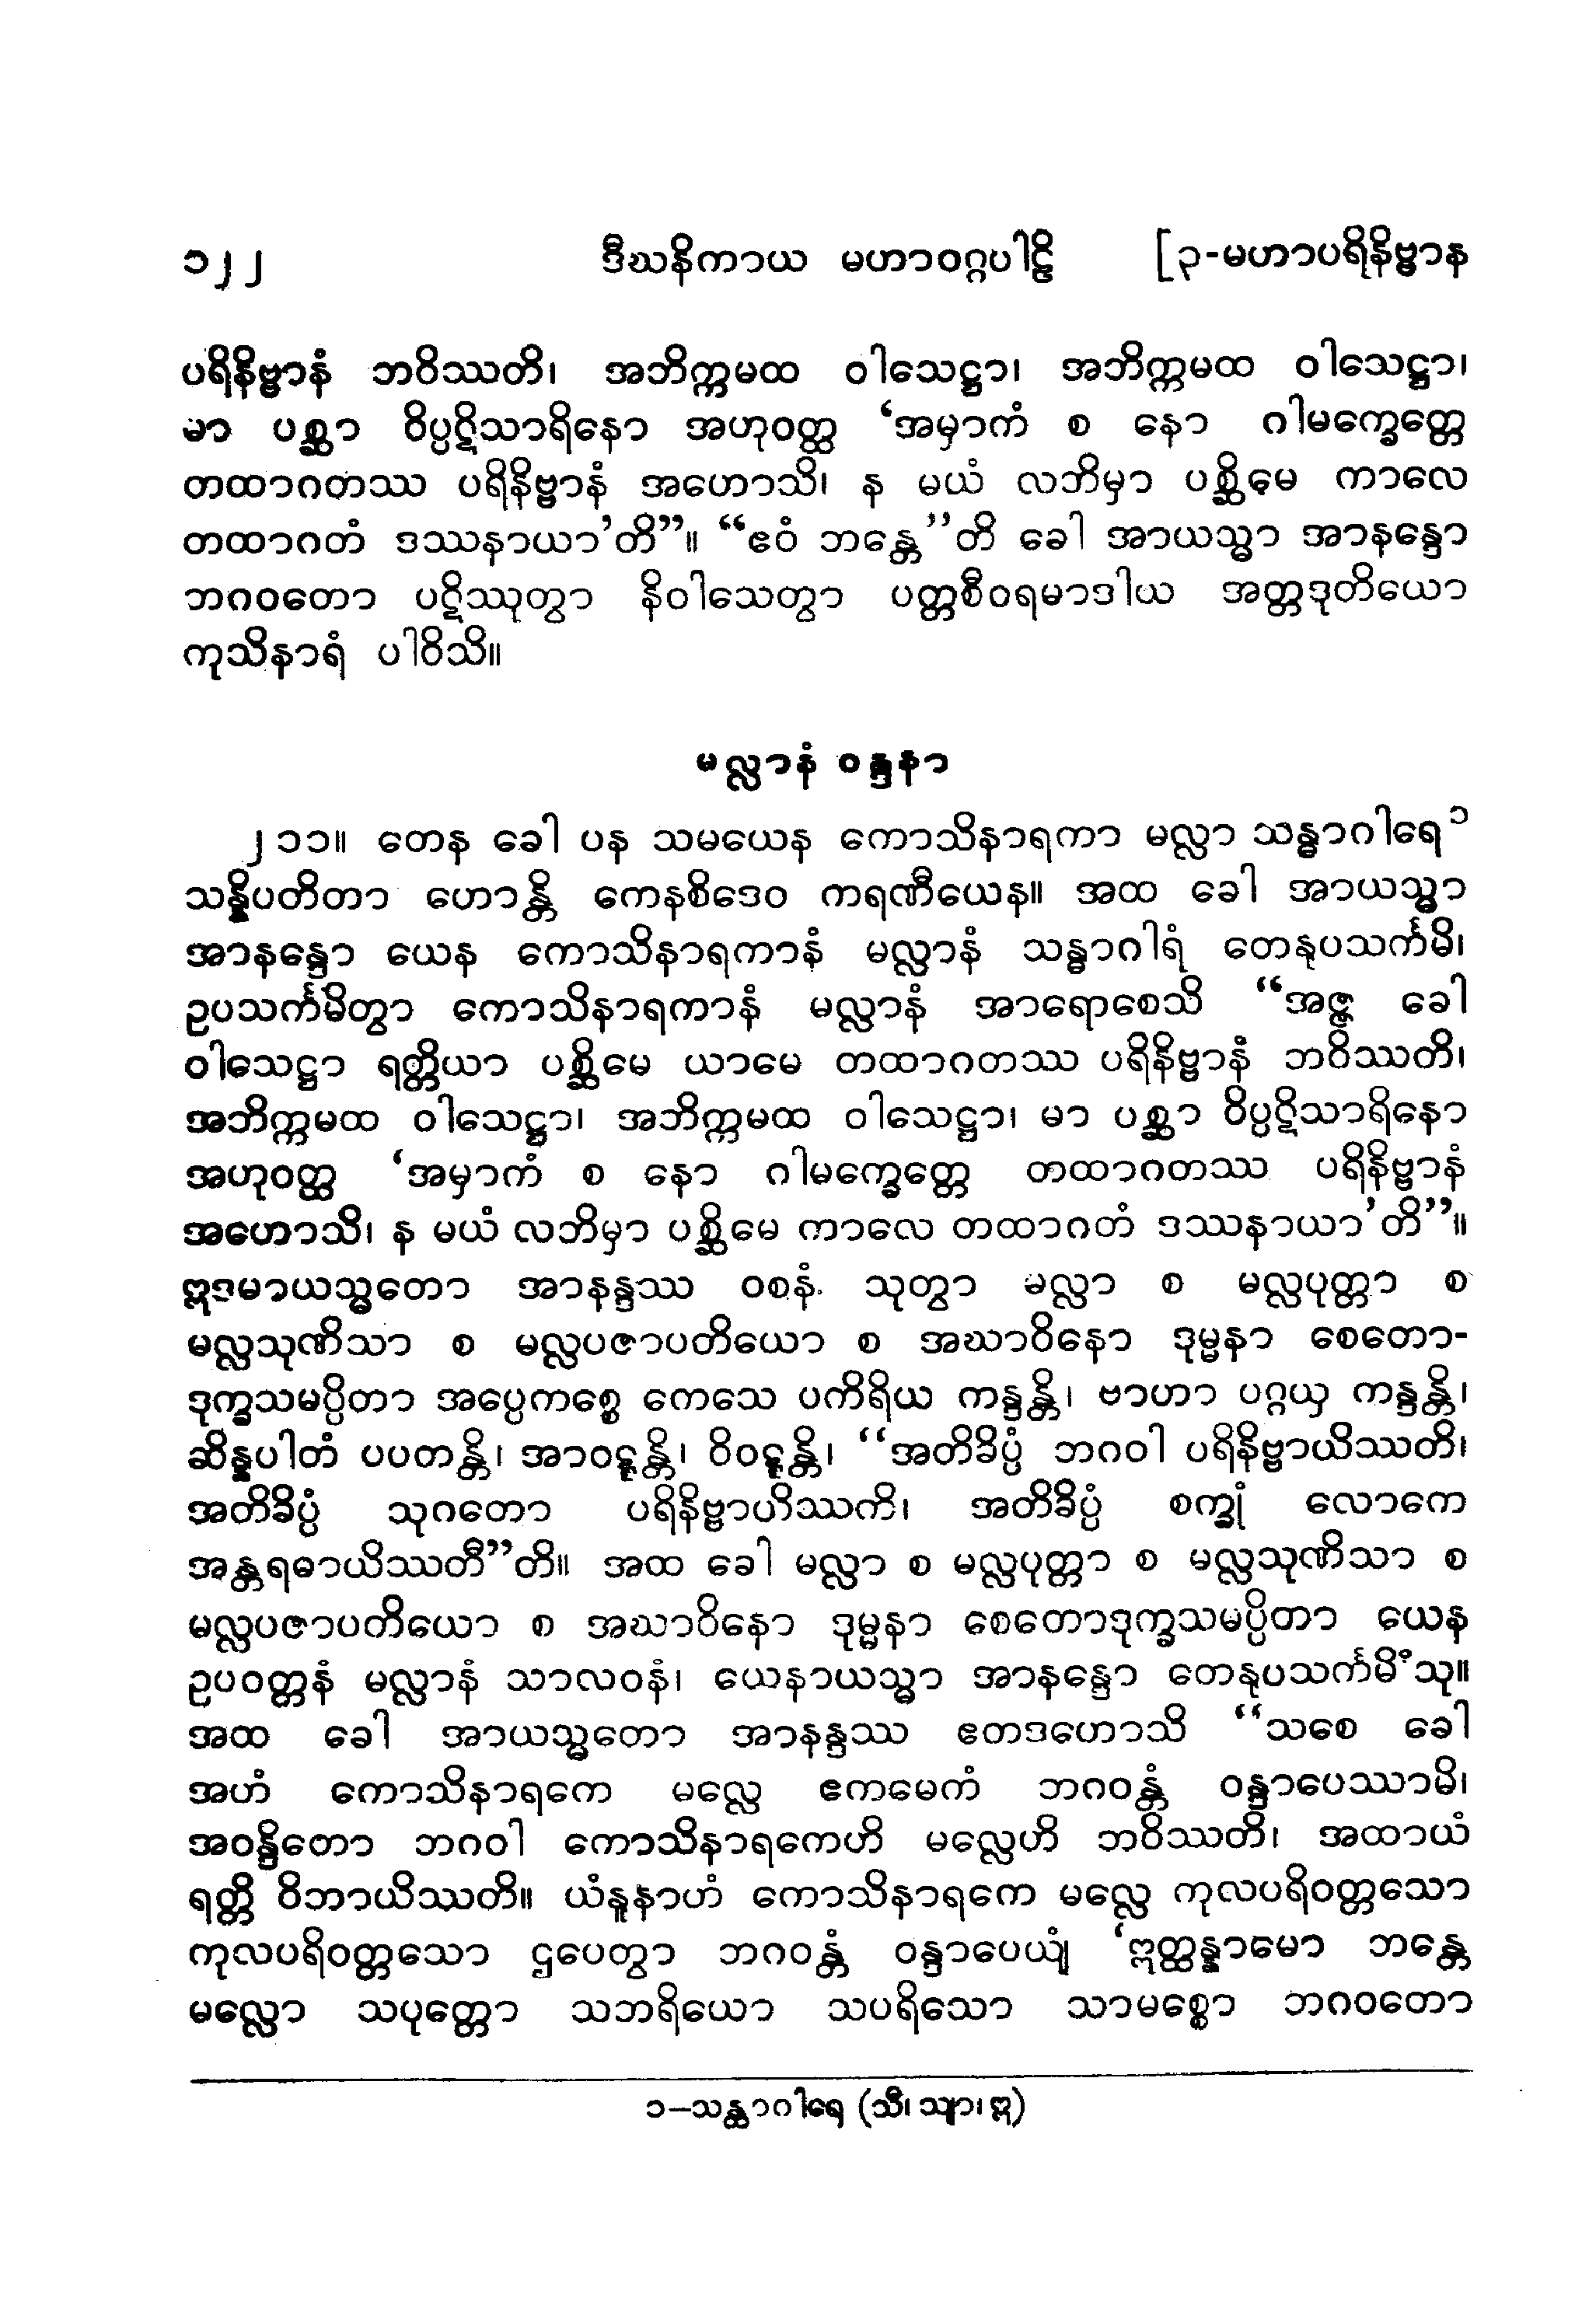 ၁၂၂ ဒီဃနိကာယ မဟာဝဂ္ဂပါဠိ [၃-မဟာပရိနိဗ္ဗာန
ပရိနိဗ္ဗာနံ ဘဝိဿတိ၊ အဘိက္ကမထ ဝါသေဋ္ဌာ၊ အဘိက္ကမထ ဝါသေဋ္ဌာ၊
မာ ပစ္ဆာ ဝိပ္ပဋိသာရိနော အဟုဝတ္ထ ‘အမှာကံ စ နော ဂါမက္ခေတ္တေ
တထာဂတဿ ပရိနိဗ္ဗာနံ အဟောသိ၊ န မယံ လဘိမှာ ပစ္ဆိမေ ကာလေ
တထာဂတံ ဒဿနာယာ’တိ”။ “ဧဝံ ဘန္တေ”တိ ခေါ အာယသ္မာ အာနန္ဒော
ဘဂဝတော ပဋိဿုတွာ နိဝါသေတွာ ပတ္တစီဝရမာဒါယ အတ္တဒုတိယော
ကုသိနာရံ ပါဝိသိ။
မလ္လာနံ ဝန္ဒနာ
၂၁၁။ တေန ခေါ ပန သမယေန ကောသိနာရကာ မလ္လာ သန္ဓာဂါရေ၁
သန္နိပတိတာ ဟောန္တိ ကေနစိဒေဝ ကရဏီယေန။ အထ ခေါ အာယသ္မာ
အာနန္ဒော ယေန ကောသိနာရကာနံ မလ္လာနံ သန္ဓာဂါရံ တေနုပသင်္ကမိ၊
ဥပသင်္ကမိတွာ ကောသိနာရကာနံ မလ္လာနံ အာရောစေသိ “အဇ္ဇ ခေါ
ဝါသေဋ္ဌာ ရတ္တိယာ ပစ္ဆိမေ ယာမေ တထာဂတဿ ပရိနိဗ္ဗာနံ ဘဝိဿတိ၊
အဘိက္ကမထ ဝါသေဋ္ဌာ၊ အဘိက္ကမထ ဝါသေဋ္ဌာ၊ မာ ပစ္ဆာ ဝိပ္ပဋိသာရိနော
အဟုဝတ္ထ ‘အမှာကံ စ နော ဂါမက္ခေတ္တေ တထာဂတဿ ပရိနိဗ္ဗာနံ
အဟောသိ၊ န မယံ လဘိမှာ ပစ္ဆိမေ ကာလေ တထာဂတံ ဒဿနာယာ’တိ”။
ဣဒမာယသ္မတော အာနန္ဒဿ ဝစနံ သုတွာ မလ္လာ စ မလ္လပုတ္တာ စ
မလ္လသုဏိသာ စ မလ္လပဇာပတိယော စ အဃာဝိနော ဒုမ္မနာ စေတော-
ဒုက္ခသမပ္ပိတာ အပ္ပေကစ္စေ ကေသေ ပကိရိယ ကန္ဒန္တိ၊ ဗာဟာ ပဂ္ဂယှ ကန္ဒန္တိ၊
ဆိန္နပါတံ ပပတန္တိ၊ အာဝဋ္ဋန္တိ၊ ဝိဝဋ္ဋန္တိ၊ “အတိခိပ္ပံ ဘဂဝါ ပရိနိဗ္ဗာယိဿတိ၊
အတိခိပ္ပံ သုဂတော ပရိနိဗ္ဗာယိဿတိ၊ အတိခိပ္ပံ စက္ခုံ လောကေ
အန္တရဓာယိဿတီ”တိ။ အထ ခေါ မလ္လာ စ မလ္လပုတ္တာ စ မလ္လသုဏိသာ စ
မလ္လပဇာပတိယော စ အဃာဝိနော ဒုမ္မနာ စေတောဒုက္ခသမပ္ပိတာ ယေန
ဥပဝတ္တနံ မလ္လာနံ သာလဝနံ၊ ယေနာယသ္မာ အာနန္ဒော တေနုပသင်္ကမိံသု။
အထ ခေါ အာယသ္မတော အာနန္ဒဿ ဧတဒဟောသိ “သစေ ခေါ
အဟံ ကောသိနာရကေ မလ္လေ ဧကမေကံ ဘဂဝန္တံ ဝန္ဒာပေဿာမိ၊
အဝန္ဒိတော ဘဂဝါ ကောသိနာရကေဟိ မလ္လေဟိ ဘဝိဿတိ၊ အထာယံ
ရတ္တိ ဝိဘာယိဿတိ။ ယံနူနာဟံ ကောသိနာရကေ မလ္လေ ကုလပရိဝတ္တသော
ကုလပရိဝတ္တသော ဌပေတွာ ဘဂဝန္တံ ဝန္ဒာပေယျံ ‘ဣတ္ထန္နာမော ဘန္တေ
မလ္လော သပုတ္တော သဘရိယော သပရိသော သာမစ္စော ဘဂဝတော
၁–သန္ထာဂါရေ (သီ၊ သျာ၊ ဣ)